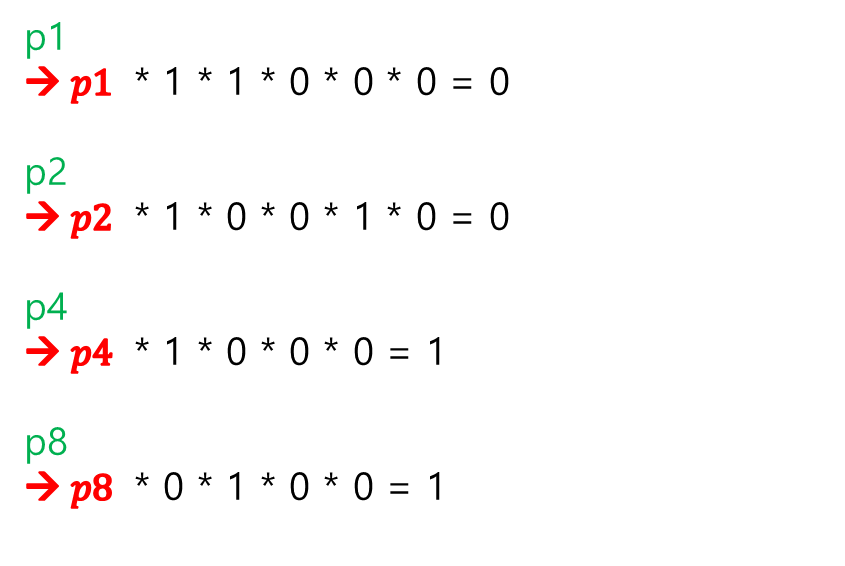 p1
→ p1 * 1 * 1 * 0 * 0 * 0 = 0
p2
→ p2 * 1 * 0 * 0 * 1 * 0 = 0
p4
→ p4 * 1 * 0 * 0 * 0 = 1
p8
→ p8 * 0 * 1 * 0 * 0 = 1